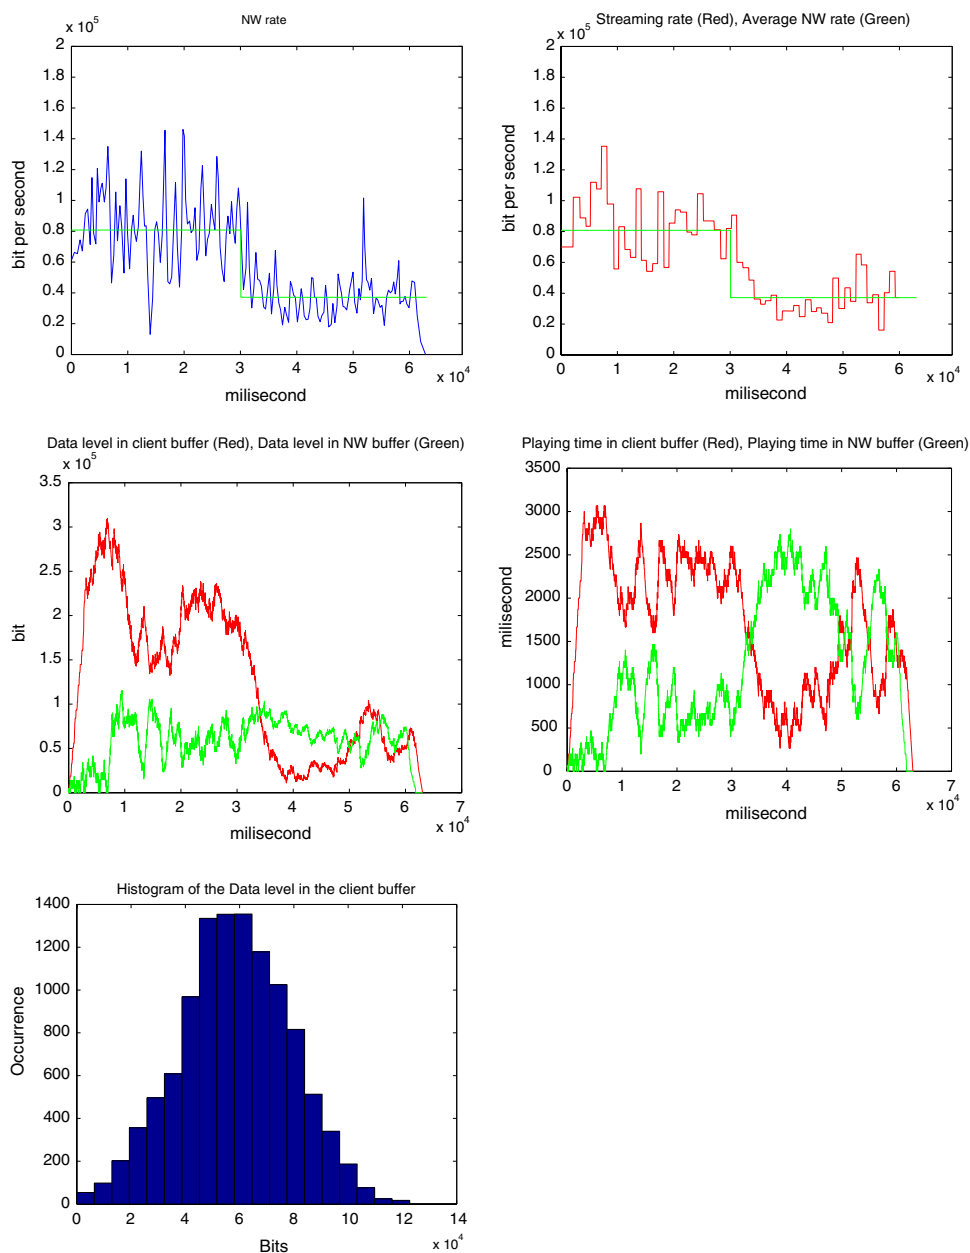 NW rate
x 10^5
2
1.8
1.6
1.4
1.2
1
0.8
0.6
0.4
0.2
0
bit per second
0 1 2 3 4 5 6
x 10^4
milisecond
Streaming rate (Red), Average NW rate (Green)
x 10^5
2
1.8
1.6
1.4
1.2
1
0.8
0.6
0.4
0.2
0
bit per second
0 1 2 3 4 5 6
x 10^4
milisecond
Data level in client buffer (Red), Data level in NW buffer (Green)
x 10^5
3.5
3
2.5
2
1.5
1
0.5
0
bit
0 1 2 3 4 5 6 7
x 10^4
milisecond
Playing time in client buffer (Red), Playing time in NW buffer (Green)
3500
3000
2500
2000
1500
1000
500
0
milisecond
0 1 2 3 4 5 6 7
x 10^4
milisecond
Histogram of the Data level in the client buffer
1400
1200
1000
800
600
400
200
0
Occurrence
0 2 4 6 8 10 12 14
x 10^4
Bits